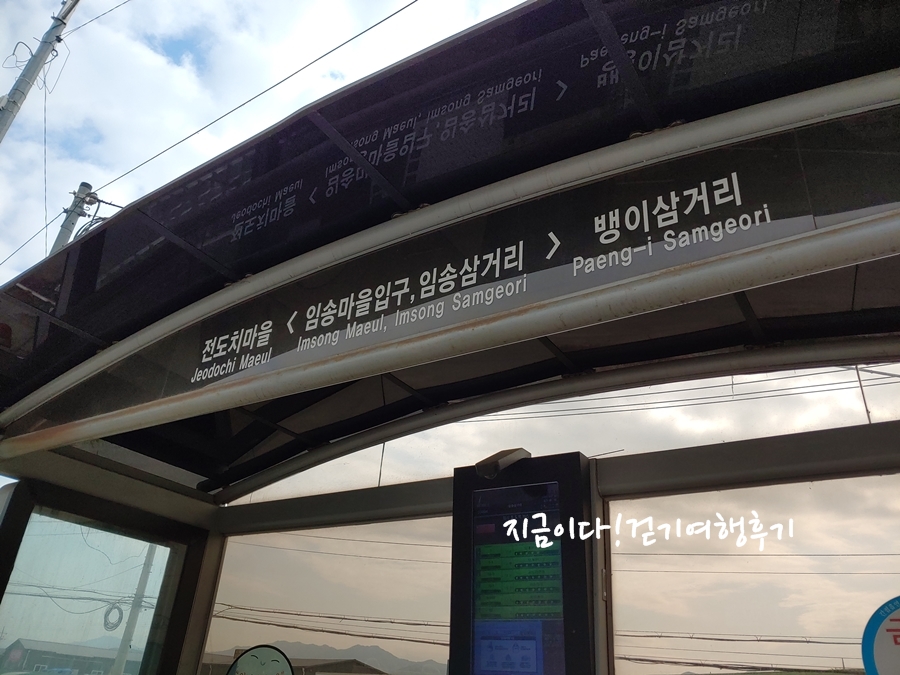 전도치마을 < 임송마을입구,임송삼거리 > 뱅이삼거리
Jeodochi Maeul Imsong Maeul, Imsong Samgeori Paeng-i Samgeori
지금이다!걷기여행후기